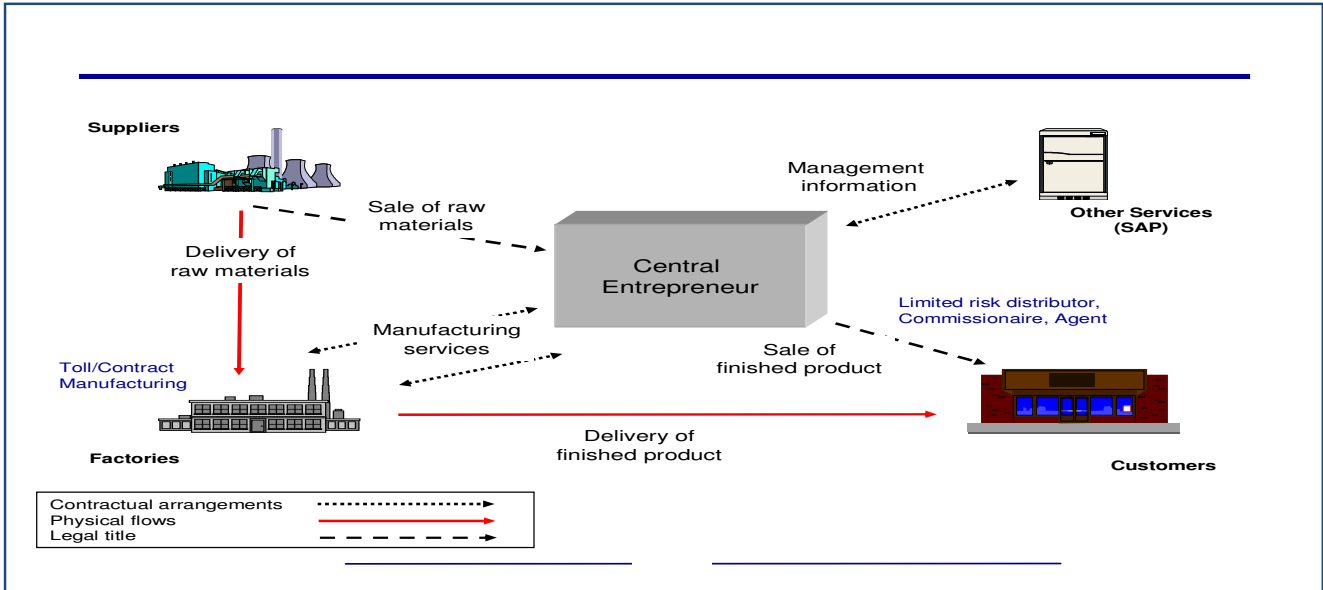 Suppliers
Management
information
Other Services
(SAP)
Sale of raw
materials
Delivery of
raw materials
Central
Entrepreneur
Limited risk distributor,
Commissionaire, Agent
Manufacturing
services
Sale of
finished product
Toll/Contract
Manufacturing
Delivery of
finished product
Factories
Customers
Contractual arrangements
Physical flows
Legal title